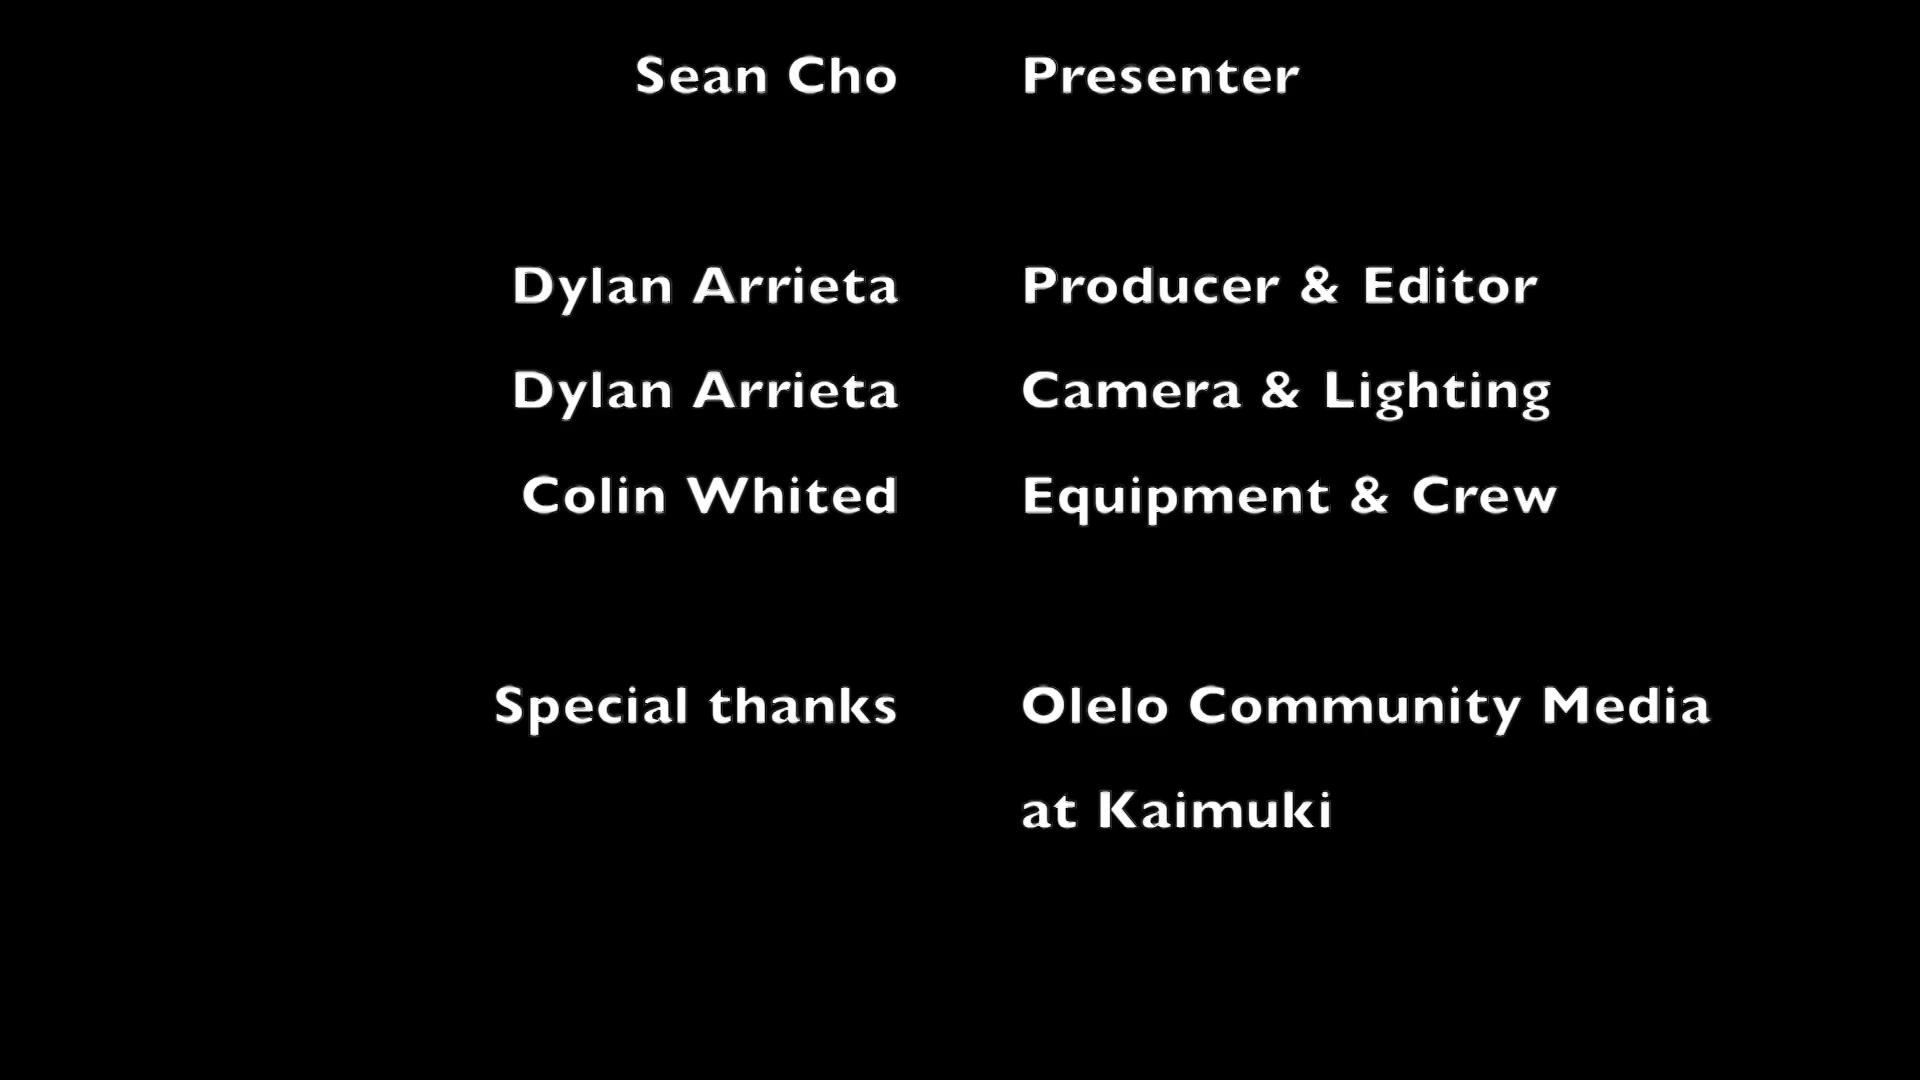 Sean Cho Presenter
Dylan Arrieta Producer & Editor
Dylan Arrieta Camera & Lighting
Colin Whited Equipment & Crew
Special thanks Olelo Community Media
at Kaimuki